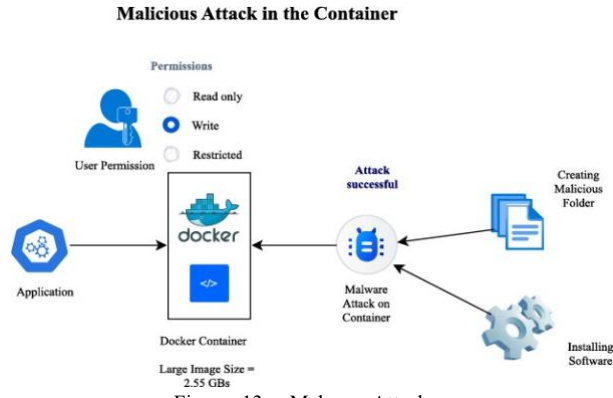 Malicious Attack in the Container
Permissions
Read only
Write
Restricted
User Permission
Attack
successful
Creating
Malicious
Folder
docker
</>
Application
Malware
Attack on
Container
Docker Container
Installing
Software
Large Image Size =
2.55 GBs